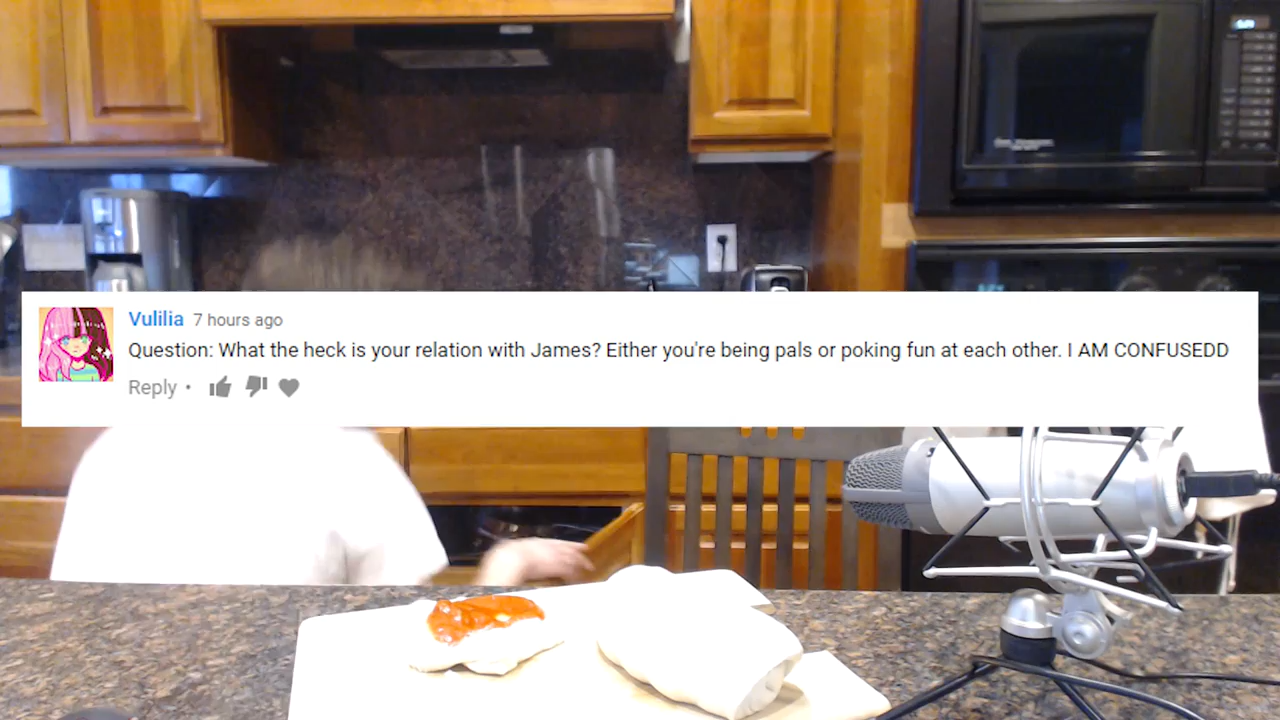 Vulilia 7 hours ago
Question: What the heck is your relation with James? Either you're being pals or poking fun at each other. I AM CONFUSEDD
Reply •